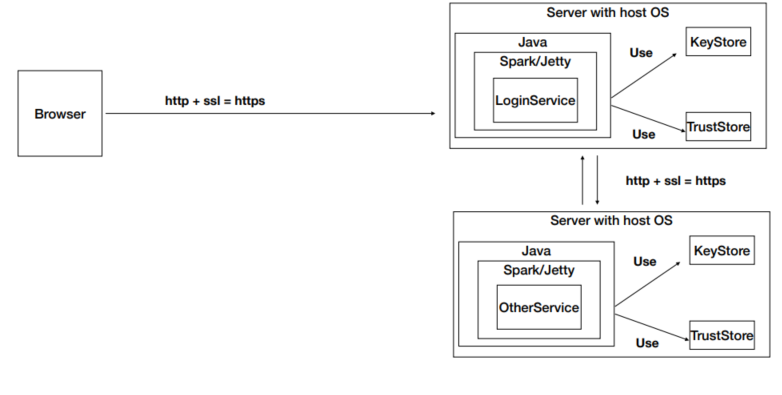 Server with host OS
Java
Spark/Jetty
LoginService
Use
KeyStore
Use
TrustStore
Browser
http + ssl = https
http + ssl = https
Server with host OS
Java
Spark/Jetty
OtherService
Use
KeyStore
Use
TrustStore